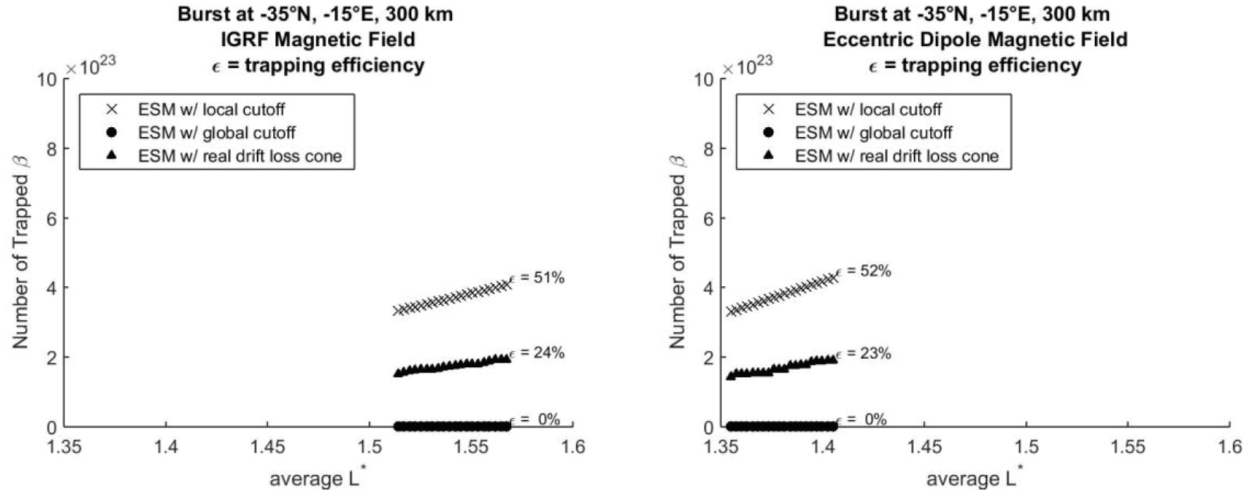 Burst at -35°N, -15°E, 300 km
IGRF Magnetic Field
ϵ = trapping efficiency
× 10^23
10
8
6
4
2
0
Number of Trapped β
× ESM w/ local cutoff
● ESM w/ global cutoff
▲ ESM w/ real drift loss cone
ϵ = 51%
ϵ = 24%
ϵ = 0%
1.35 1.4 1.45 1.5 1.55 1.6
average L*
Burst at -35°N, -15°E, 300 km
Eccentric Dipole Magnetic Field
ϵ = trapping efficiency
× 10^23
10
8
6
4
2
0
Number of Trapped β
× ESM w/ local cutoff
● ESM w/ global cutoff
▲ ESM w/ real drift loss cone
ϵ = 52%
ϵ = 23%
ϵ = 0%
1.35 1.4 1.45 1.5 1.55 1.6
average L*